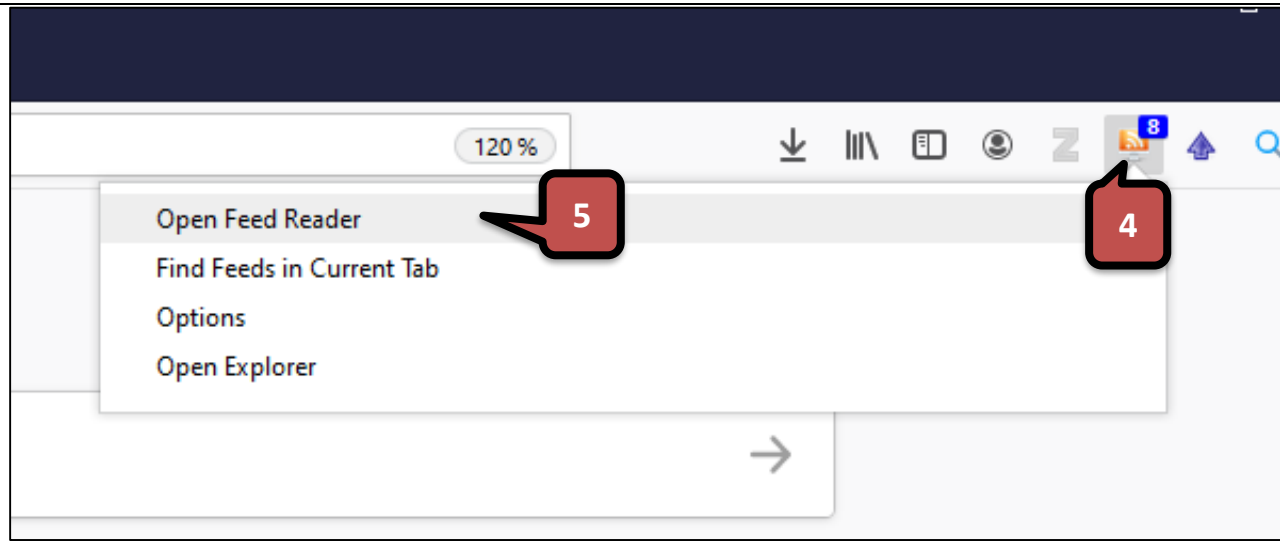 120 %
8
Open Feed Reader
5
4
Find Feeds in Current Tab
Options
Open Explorer